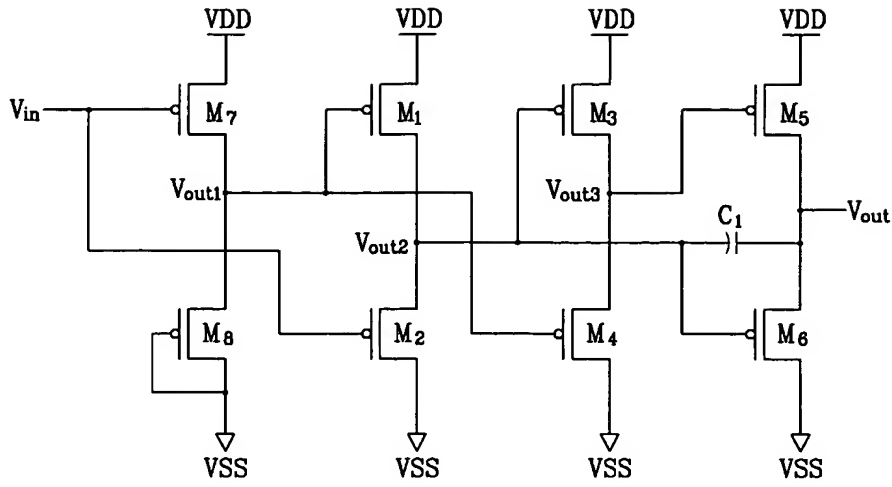 VDD VDD VDD VDD
Vin M7 M1 M3 M5
Vout1 Vout3 C1 Vout
Vout2
M8 M2 M4 M6
VSS VSS VSS VSS